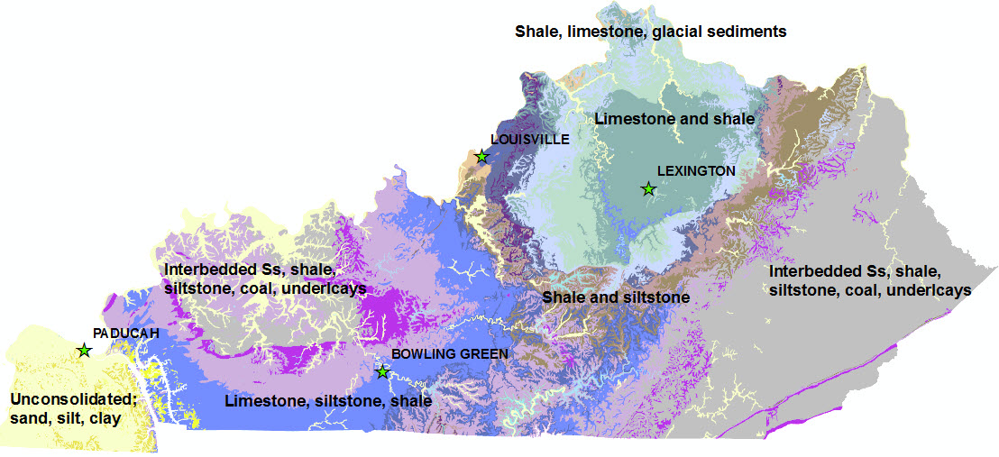 Shale, limestone, glacial sediments
Limestone and shale
LOUISVILLE
LEXINGTON
Interbedded Ss, shale,
siltstone, coal, underlcays
Interbedded Ss, shale,
siltstone, coal, underlcays
Shale and siltstone
PADUCAH
BOWLING GREEN
Unconsolidated;
sand, silt, clay
Limestone, siltstone, shale